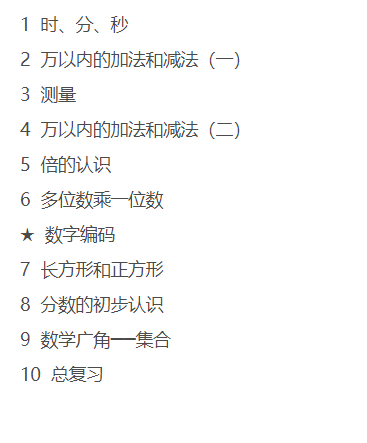 1 时、分、秒
2 万以内的加法和减法（一）
3 测量
4 万以内的加法和减法（二）
5 倍的认识
6 多位数乘一位数
★ 数字编码
7 长方形和正方形
8 分数的初步认识
9 数学广角──集合
10 总复习